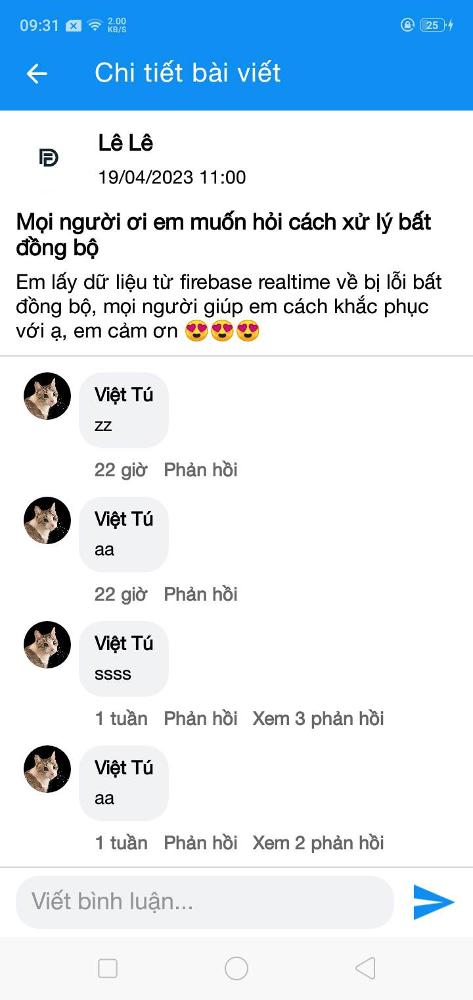 09:31 2.00 KB/S 25
Chi tiết bài viết
Lê Lê
19/04/2023 11:00
Mọi người ơi em muốn hỏi cách xử lý bất
đồng bộ
Em lấy dữ liệu từ firebase realtime về bị lỗi bất
đồng bộ, mọi người giúp em cách khắc phục
với ạ, em cảm ơn 😍😍😍
Việt Tú
zz
22 giờ Phản hồi
Việt Tú
aa
22 giờ Phản hồi
Việt Tú
ssss
1 tuần Phản hồi Xem 3 phản hồi
Việt Tú
aa
1 tuần Phản hồi Xem 2 phản hồi
Viết bình luận...